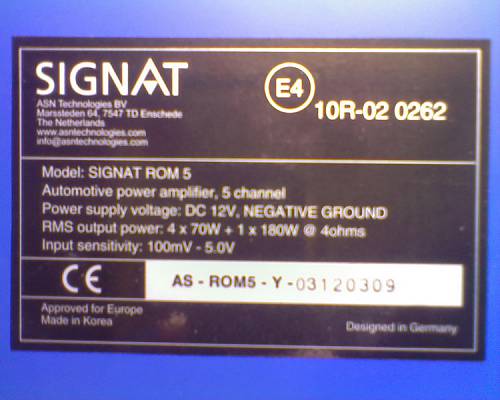 SIGNAT
ASN Technologies BV
Marssteden 64, 7547 TD Enschede
The Netherlands
www.asntechnologies.com
info@asntechnologies.com
E4
10R-02 0262
Model: SIGNAT ROM 5
Automotive power amplifier, 5 channel
Power supply voltage: DC 12V, NEGATIVE GROUND
RMS output power: 4 x 70W + 1 x 180W @ 4ohms
Input sensitivity: 100mV - 5.0V
CE
AS - ROM5 - Y - 03120309
Approved for Europe
Made in Korea
Designed in Germany